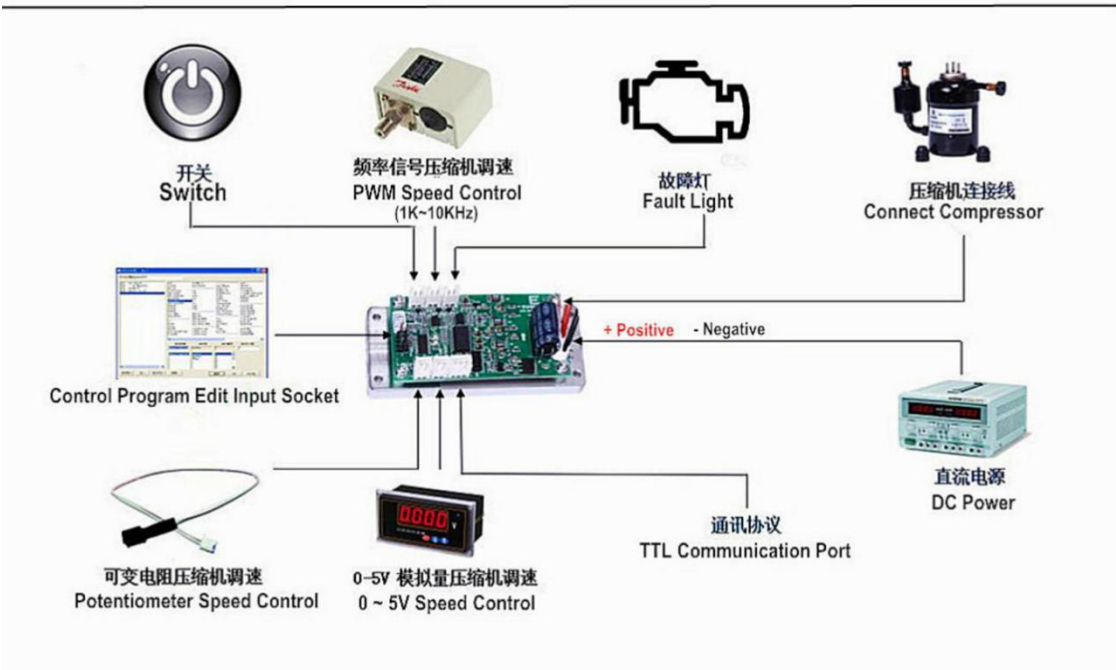 开关
Switch
频率信号压缩机调速
PWM Speed Control
(1K~10KHz)
故障灯
Fault Light
压缩机连接线
Connect Compressor
+ Positive - Negative
Control Program Edit Input Socket
直流电源
DC Power
可变电阻压缩机调速
Potentiometer Speed Control
0.000 V
0-5V 模拟量压缩机调速
0 ~ 5V Speed Control
通讯协议
TTL Communication Port